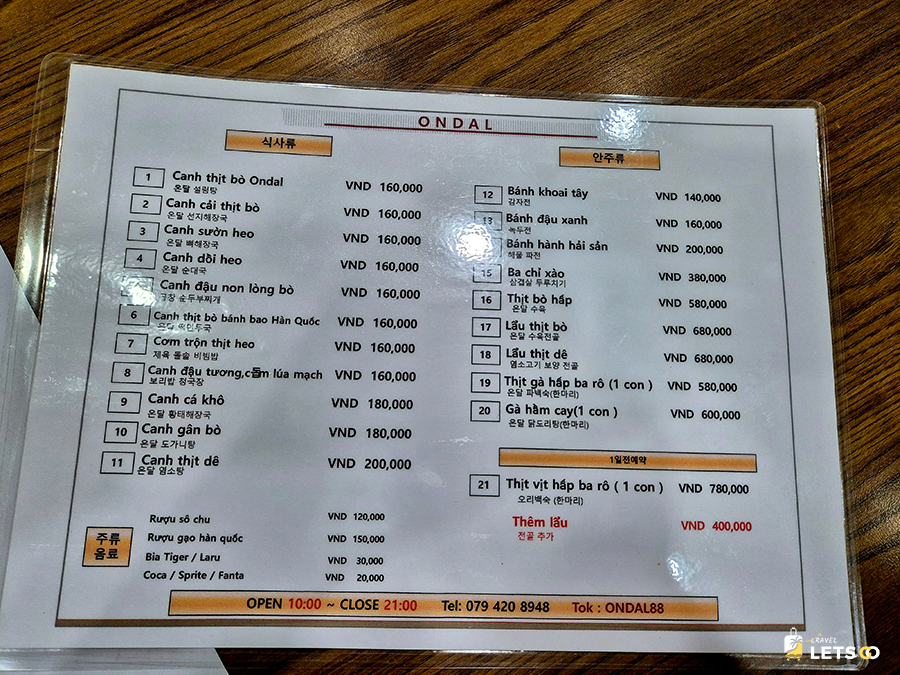 ONDAL
식사류
1 Canh thịt bò Ondal VND 160,000
온달 설렁탕
2 Canh cải thịt bò VND 160,000
온달 선지해장국
3 Canh sườn heo VND 160,000
온달 뼈해장국
4 Canh dồi heo VND 160,000
온달 순대국
Canh đậu non lòng bò VND 160,000
곱창 순두부찌개
6 Canh thịt bò bánh bao Hàn Quốc VND 160,000
온달
7 Cơm trộn thịt heo VND 160,000
제육 돌솥 비빔밥
8 Canh đậu tương, lúa mạch VND 160,000
보리밥 청국장
9 Canh cá khô VND 180,000
온달 황태해장국
10 Canh gân bò VND 180,000
온달 도가니탕
11 Canh thịt dê VND 200,000
온달 염소탕
안주류
12 Bánh khoai tây VND 140,000
감자전
13 Bánh đậu xanh VND 160,000
녹두전
Bánh hành hải sản VND 200,000
해물 파전
15 Ba chỉ xào VND 380,000
삼겹살 두루치기
16 Thịt bò hấp VND 580,000
온달 수육
17 Lẩu thịt bò VND 680,000
온달 수육전골
18 Lẩu thịt dê VND 680,000
염소고기 보양 전골
19 Thịt gà hấp ba rô ( 1 con ) VND 580,000
온달 파백숙(한마리)
20 Gà hầm cay(1 con ) VND 600,000
온달 닭도리탕(한마리)
1일전예약
21 Thịt vịt hấp ba rô ( 1 con ) VND 780,000
오리백숙 (한마리)
Thêm lẩu VND 400,000
전골 추가
주류
음료
Rượu sô chu VND 120,000
Rượu gạo hàn quốc VND 150,000
Bia Tiger / Laru VND 30,000
Coca / Sprite / Fanta VND 20,000
OPEN 10:00 ~ CLOSE 21:00 Tel: 079 420 8948 Tok : ONDAL88
TRAVEL
LETSGO